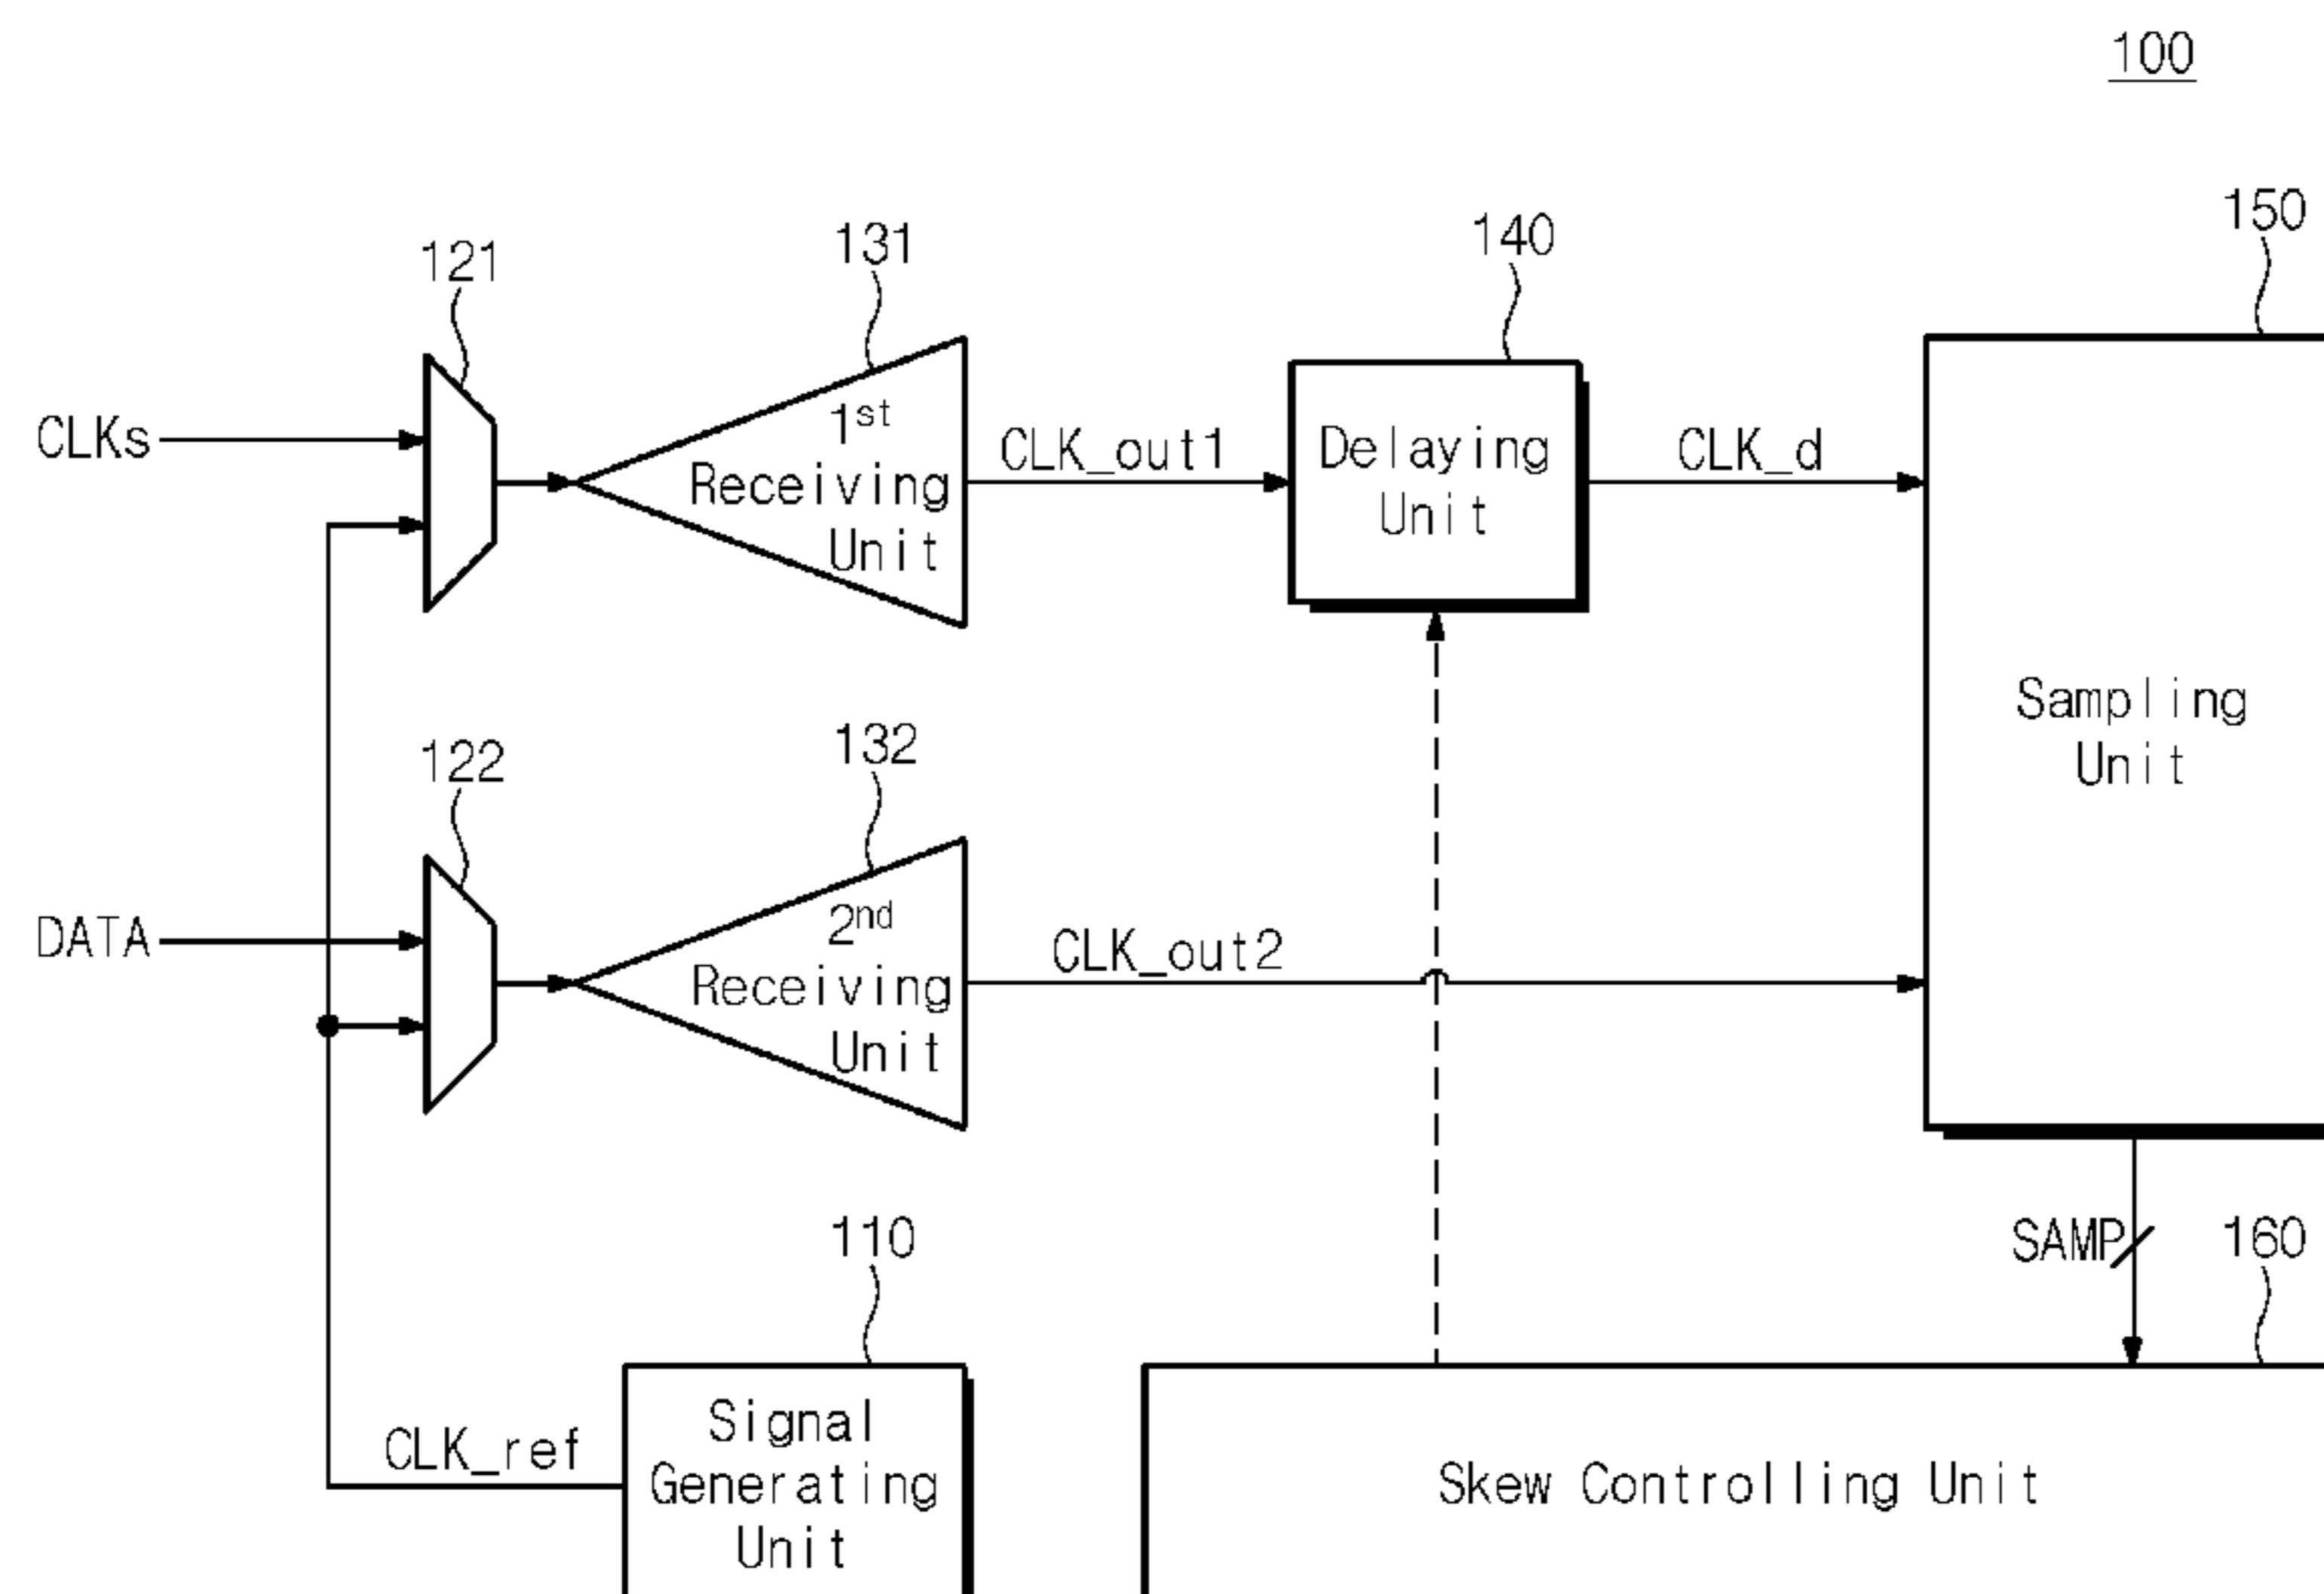 100
150
140
131
121
CLKs
1st
Receiving
Unit
CLK_out1
Delaying
Unit
CLK_d
Sampling
Unit
132
122
DATA
2nd
Receiving
Unit
CLK_out2
110
SAMP
160
CLK_ref
Signal
Generating
Unit
Skew Controlling Unit